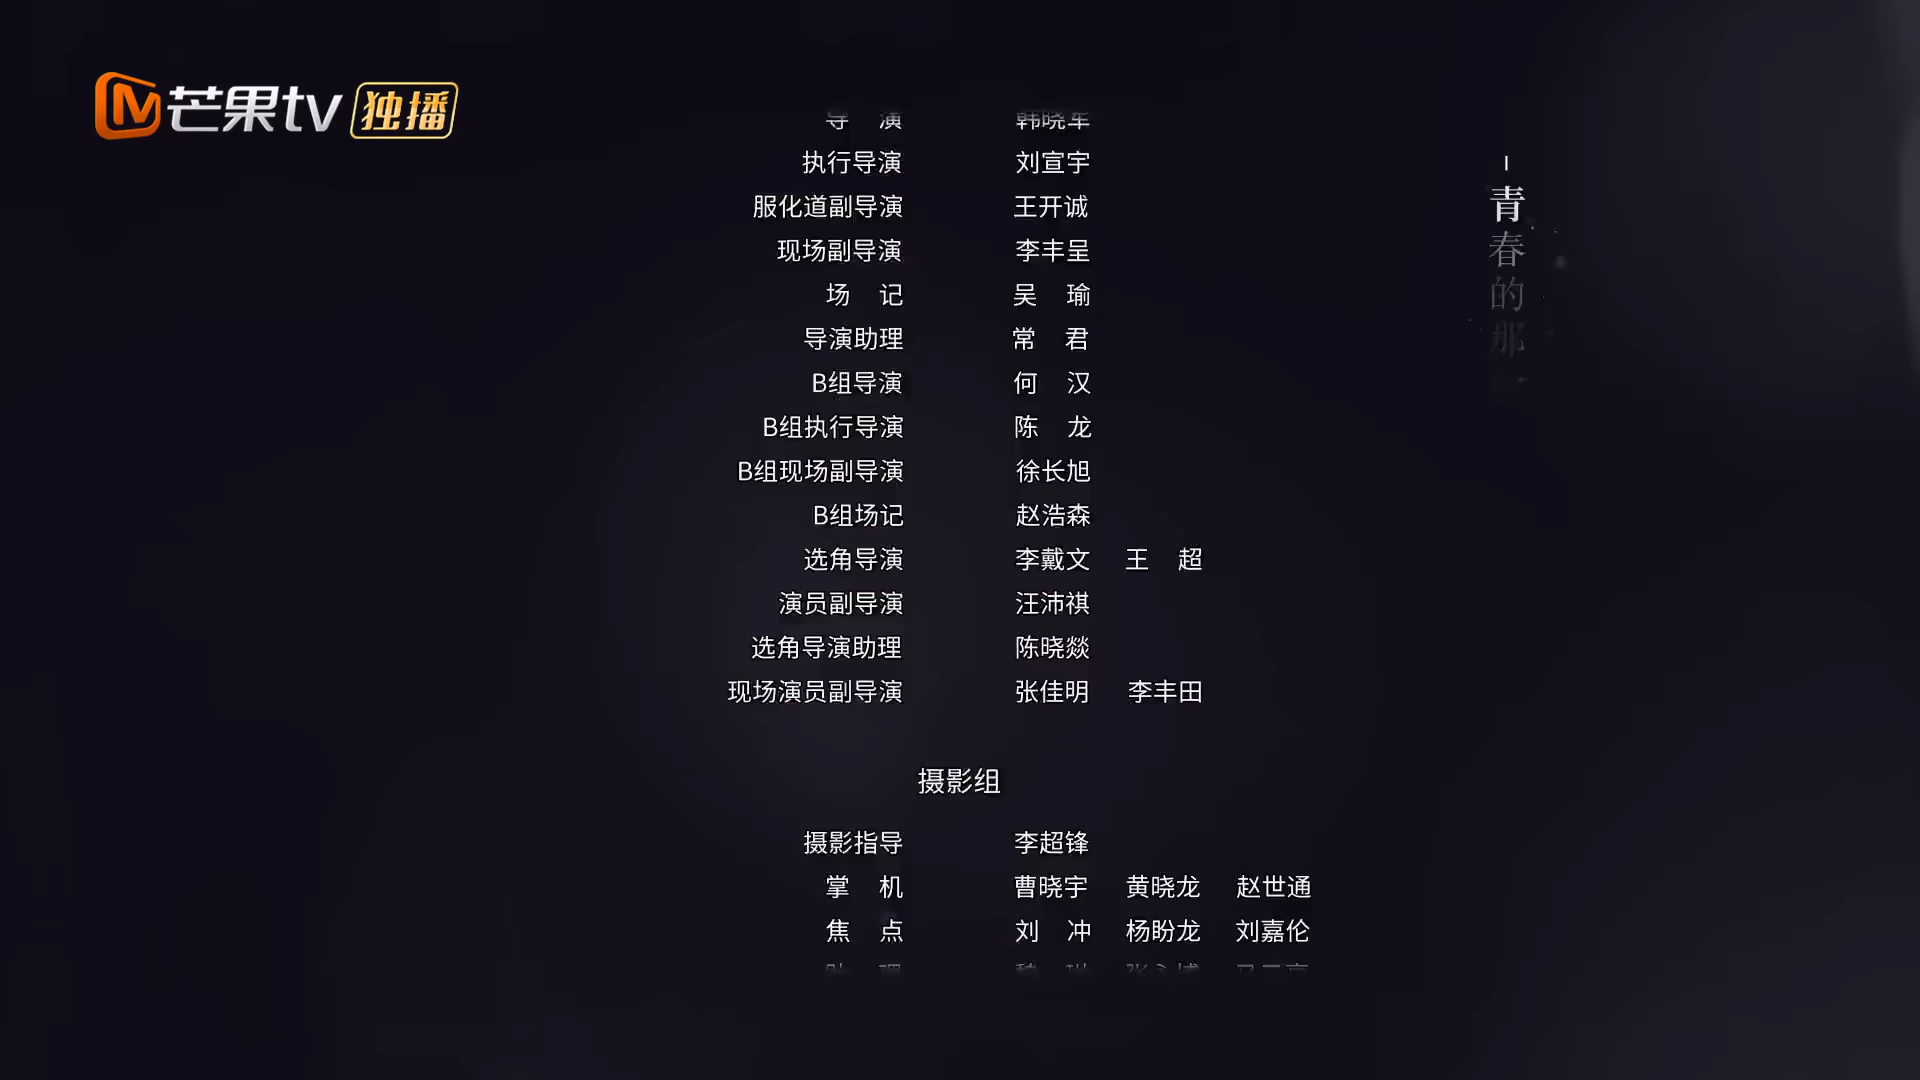 芒果tv 独播
导 演 韩晓军
执行导演 刘宣宇
服化道副导演 王开诚
现场副导演 李丰呈
场 记 吴 瑜
导演助理 常 君
B组导演 何 汉
B组执行导演 陈 龙
B组现场副导演 徐长旭
B组场记 赵浩森
选角导演 李戴文 王 超
演员副导演 汪沛祺
选角导演助理 陈晓燚
现场演员副导演 张佳明 李丰田
摄影组
摄影指导 李超锋
掌 机 曹晓宇 黄晓龙 赵世通
焦 点 刘 冲 杨盼龙 刘嘉伦
青春的那